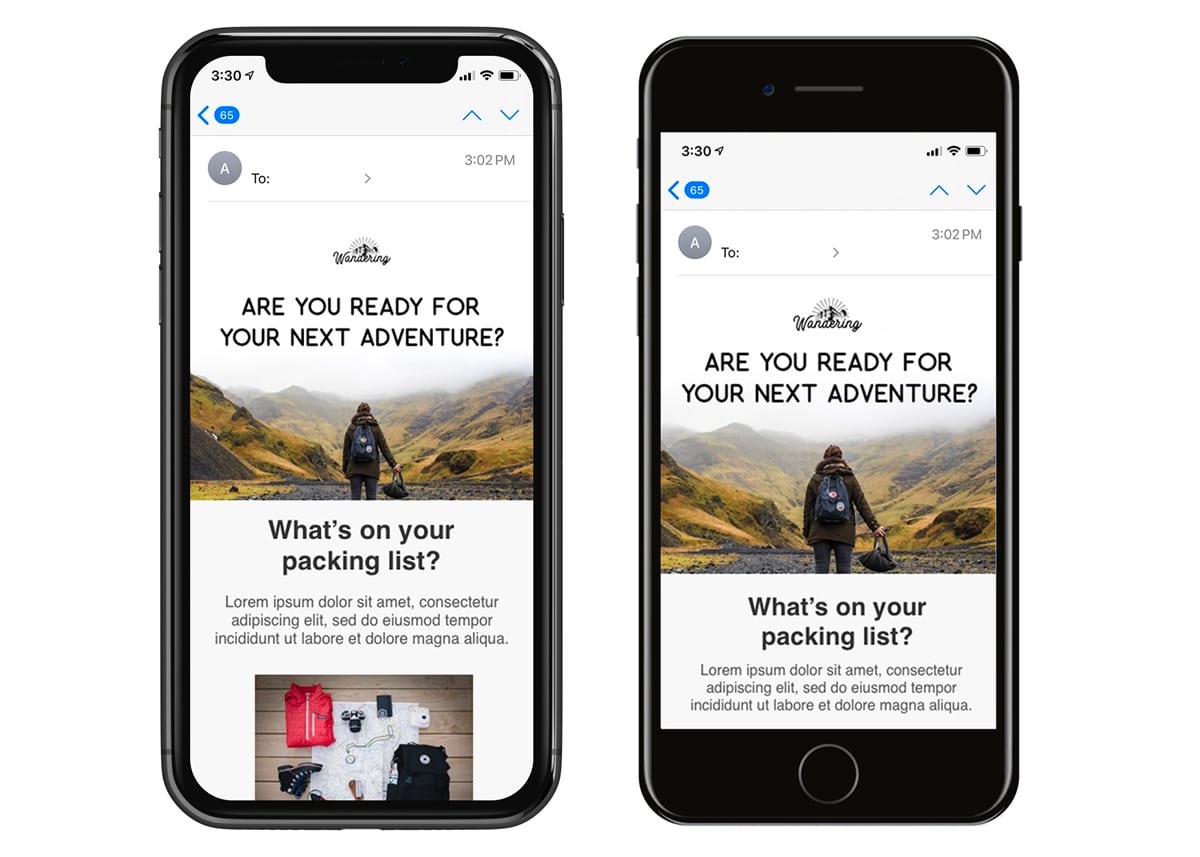 3:30
65
A
To:
3:02 PM
Wandering
ARE YOU READY FOR
YOUR NEXT ADVENTURE?
What's on your
packing list?
Lorem ipsum dolor sit amet, consectetur
adipiscing elit, sed do eiusmod tempor
incididunt ut labore et dolore magna aliqua.
3:30
65
A
To:
3:02 PM
Wandering
ARE YOU READY FOR
YOUR NEXT ADVENTURE?
What's on your
packing list?
Lorem ipsum dolor sit amet, consectetur
adipiscing elit, sed do eiusmod tempor
incididunt ut labore et dolore magna aliqua.